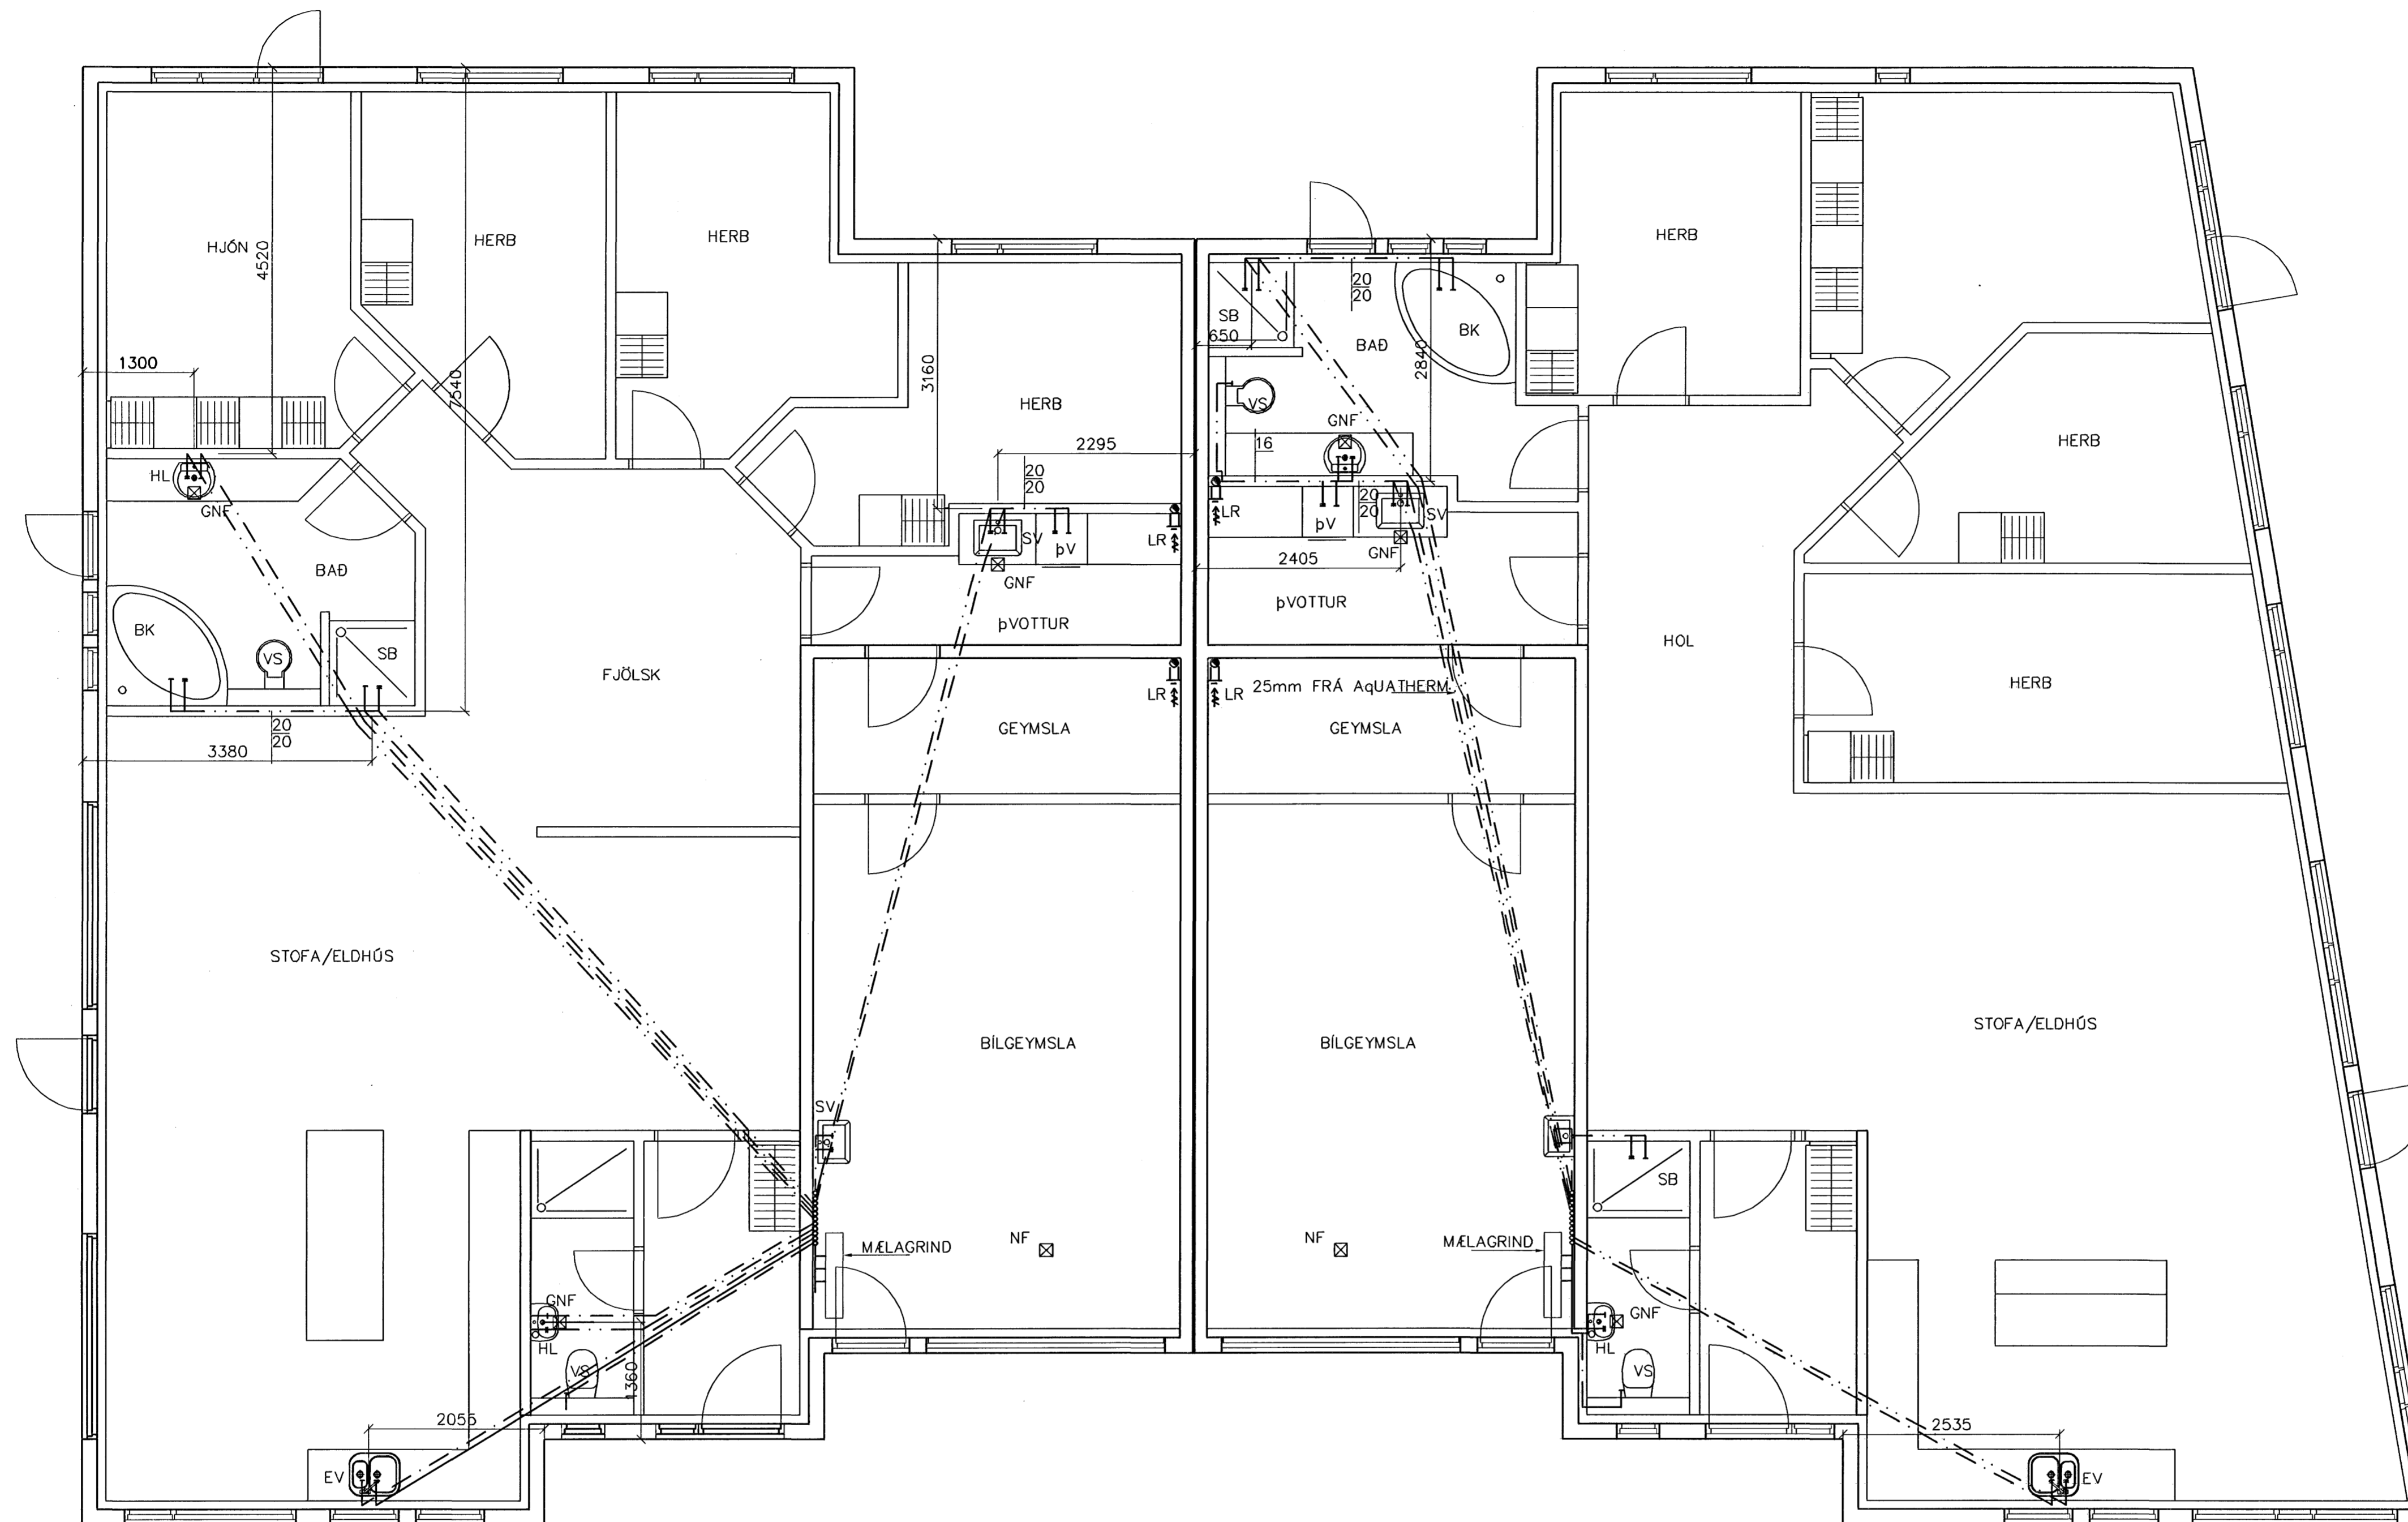 HJÓN
4520
HERB
HERB
7540
1300
HL
GNF
BAÐ
BK
VS
SB
20
20
3380
FJÖLSK
STOFA/ELDHÚS
3160
HERB
2295
20
20
SV
ÞV
LR
GNF
ÞVOTTUR
LR
GEYMSLA
BÍLGEYMSLA
SV
NF
MÆLAGRIND
GNF
HL
VS
1360
2055
EV
20
20
SB
650
BAÐ
BK
2840
VS
GNF
16
LR
ÞV
20
20
SV
GNF
2405
ÞVOTTUR
LR
25mm FRÁ AqUATHERM
GEYMSLA
BÍLGEYMSLA
NF
MÆLAGRIND
HERB
HERB
HOL
HERB
STOFA/ELDHÚS
SB
GNF
HL
VS
2535
EV